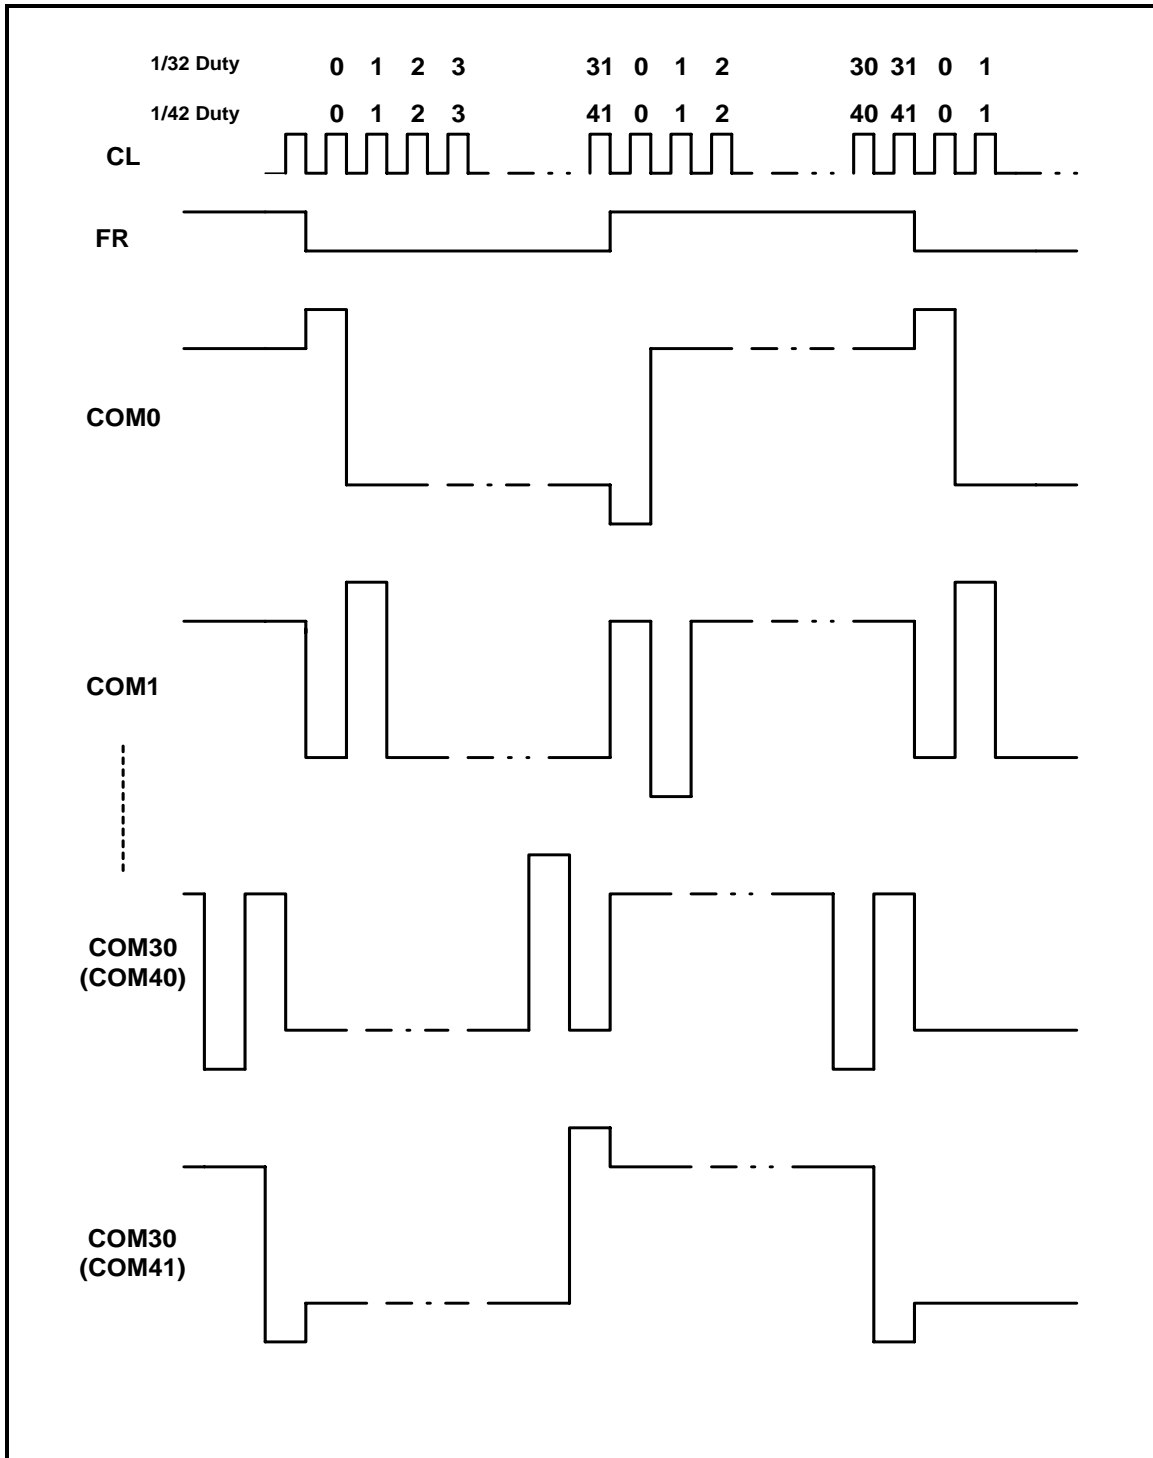 1/32 Duty 0 1 2 3 31 0 1 2 30 31 0 1
1/42 Duty 0 1 2 3 41 0 1 2 40 41 0 1
CL
FR
COM0
COM1
COM30
(COM40)
COM30
(COM41)